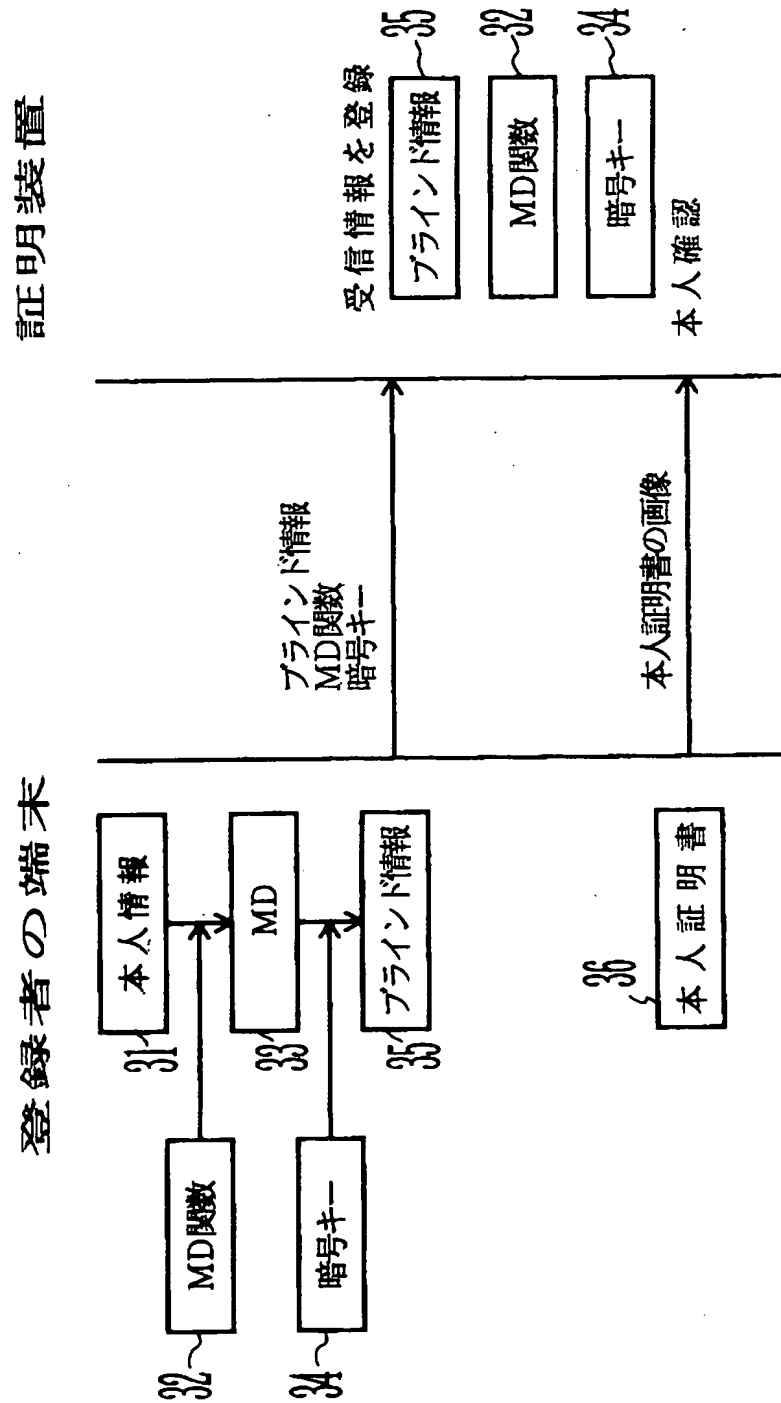 登録者の端末
証明装置
本人情報
31
MD関数
32
MD
33
暗号キー
34
ブラインド情報
35
ブラインド情報
MD関数
暗号キー
受信情報を登録
ブラインド情報
35
MD関数
32
暗号キー
34
本人証明書
36
本人証明書の画像
本人確認